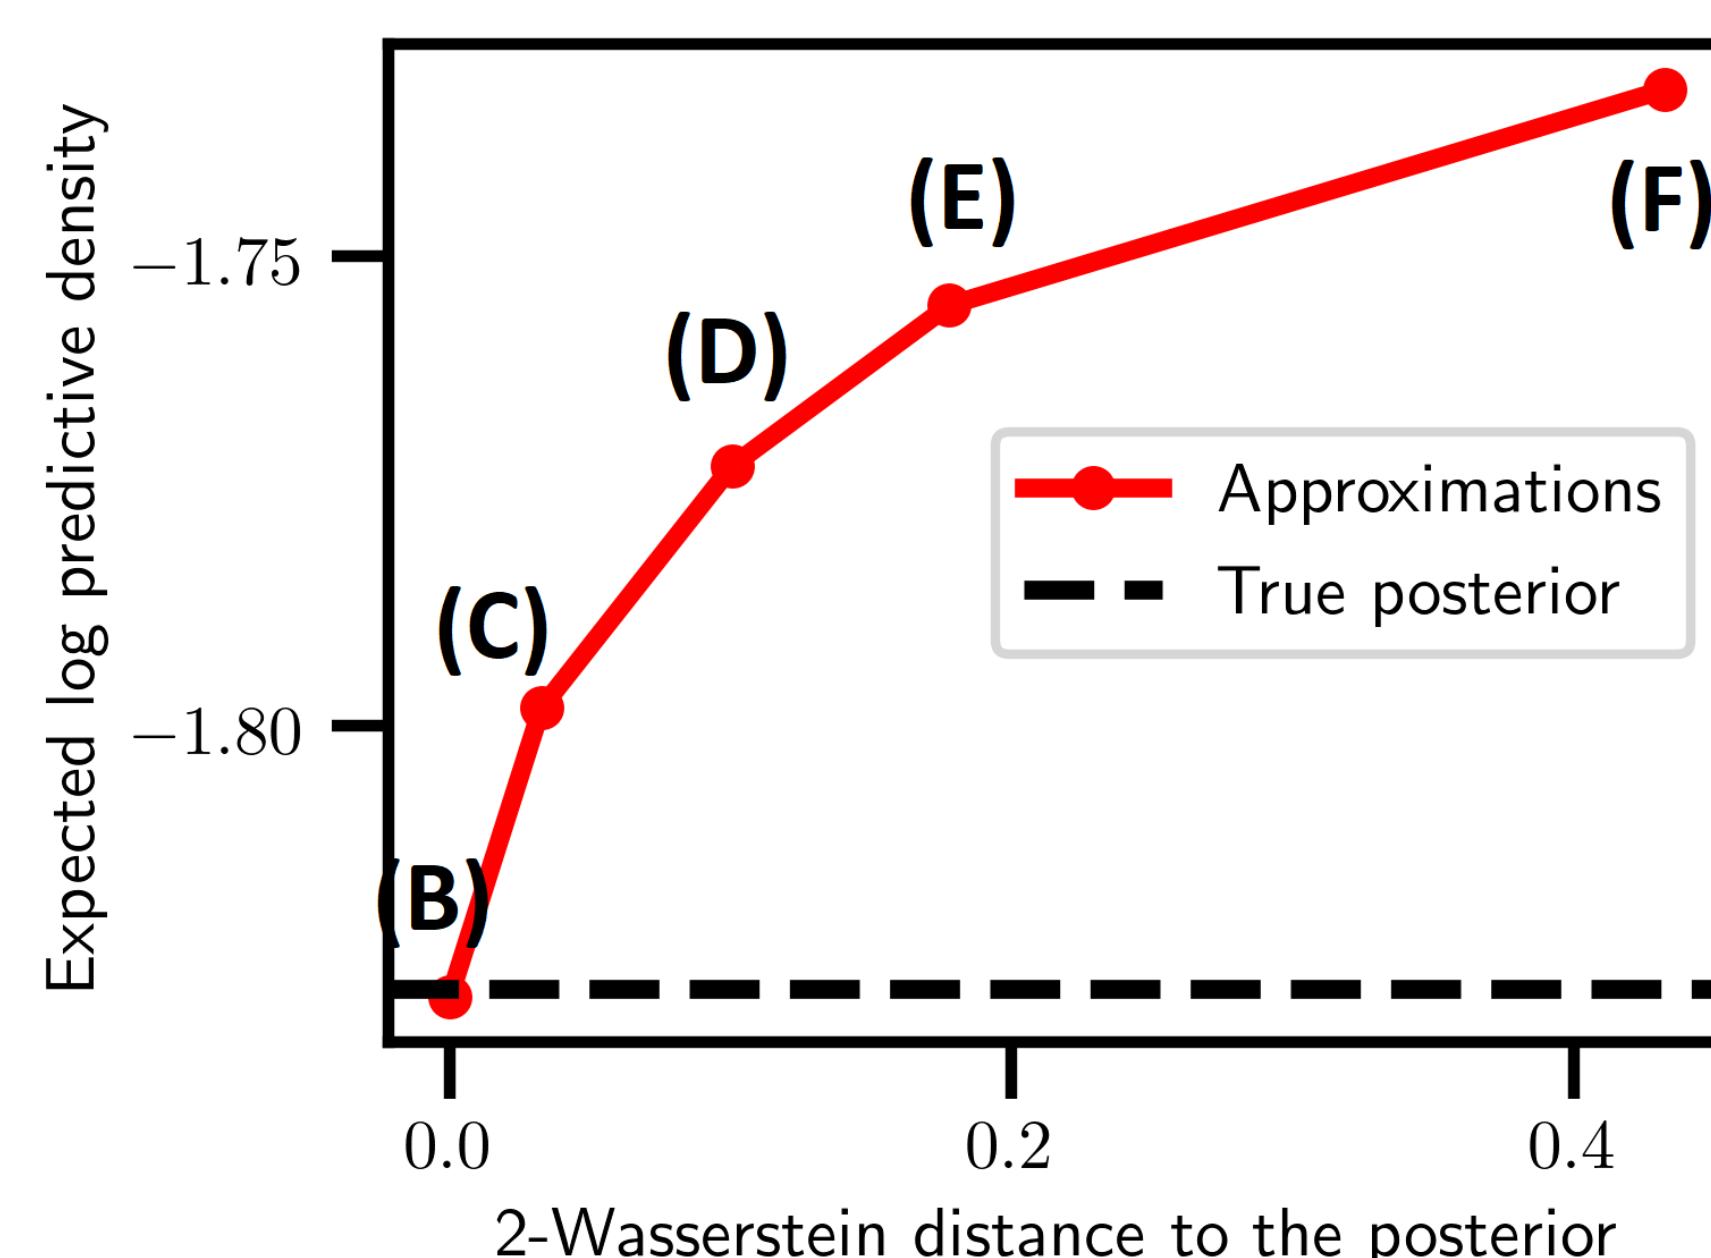 Expected log predictive density
−1.75
−1.80
(B)
(C)
(D)
(E)
(F)
Approximations
True posterior
0.0
0.2
0.4
2-Wasserstein distance to the posterior